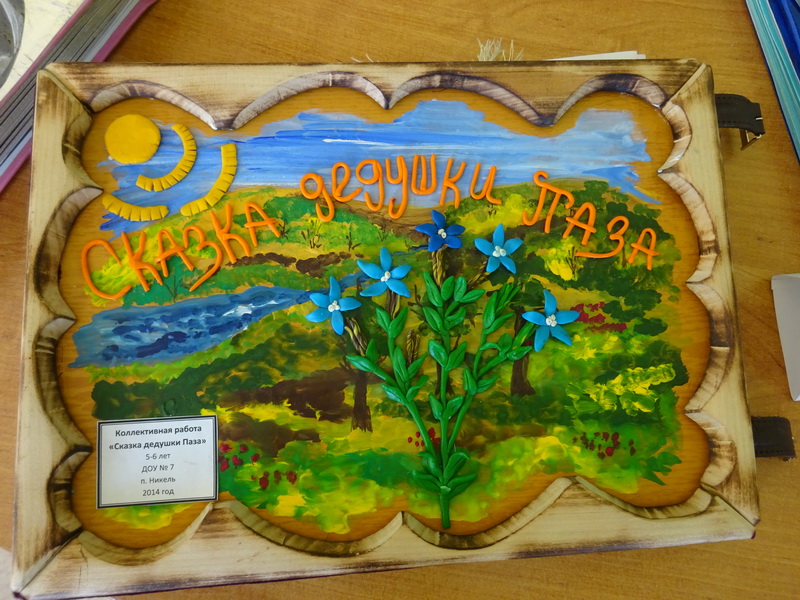 Сказка дедушки Паза
Коллективная работа
«Сказка дедушки Паза»
5-6 лет
ДОУ № 7
п. Никель
2014 год